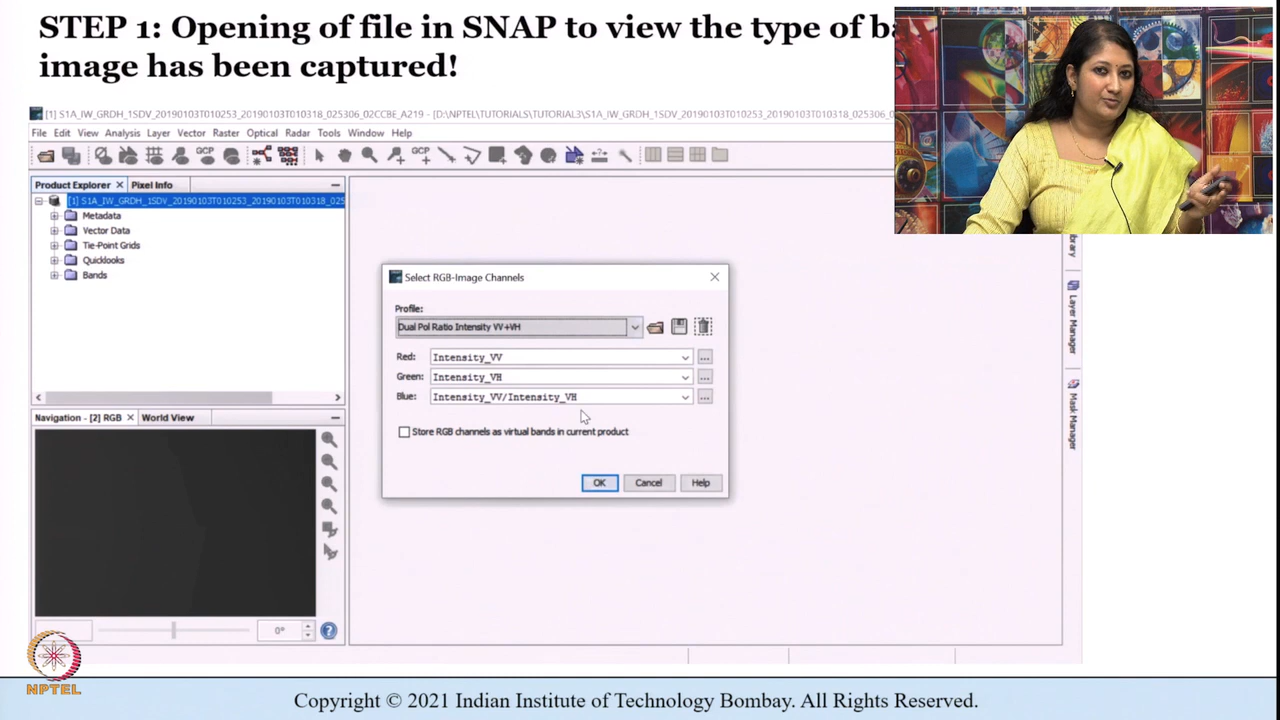 STEP 1: Opening of file in SNAP to view the type of ba
image has been captured!
[1] S1A_IW_GRDH_1SDV_20190103T010253_20190103T010318_025306_02CCBE_A219 - [D:\NPTEL\TUTORIALS\TUTORIAL3\S1A_IW_GRDH_1SDV_20190103T010253_20190103T010318_025306_0
File Edit View Analysis Layer Vector Raster Optical Radar Tools Window Help
GCP GCP
Product Explorer Pixel Info
[1] S1A_IW_GRDH_1SDV_20190103T010253_20190103T010318_025
Metadata
Vector Data
Tie-Point Grids
Quicklooks
Bands
Select RGB-Image Channels
Profile:
Dual Pol Ratio Intensity VV+VH
Red: Intensity_VV ...
Green: Intensity_VH ...
Blue: Intensity_VV/Intensity_VH ...
Store RGB channels as virtual bands in current product
OK Cancel Help
Navigation - [2] RGB World View
0°
brary
Layer Manager
Mask Manager
NPTEL
Copyright © 2021 Indian Institute of Technology Bombay. All Rights Reserved.